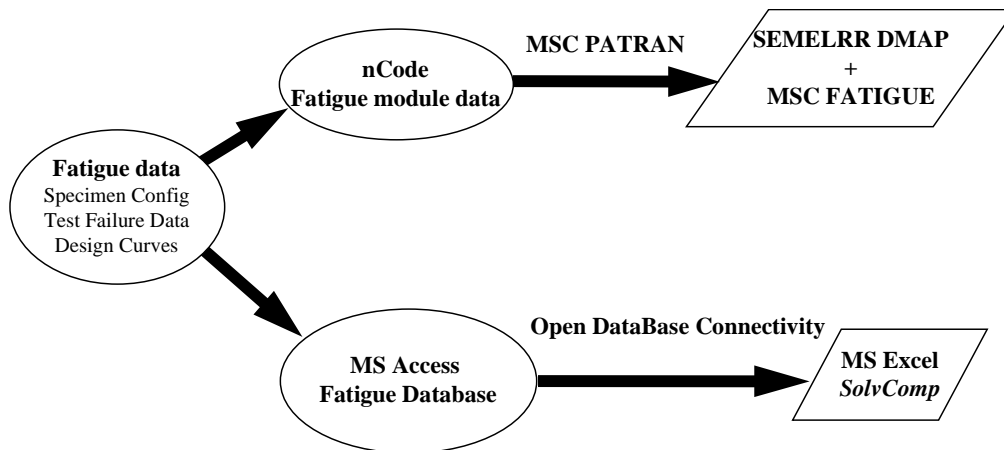 Fatigue data
Specimen Config
Test Failure Data
Design Curves
nCode
Fatigue module data
MSC PATRAN
SEMELRR DMAP
+
MSC FATIGUE
MS Access
Fatigue Database
Open DataBase Connectivity
MS Excel
SolvComp